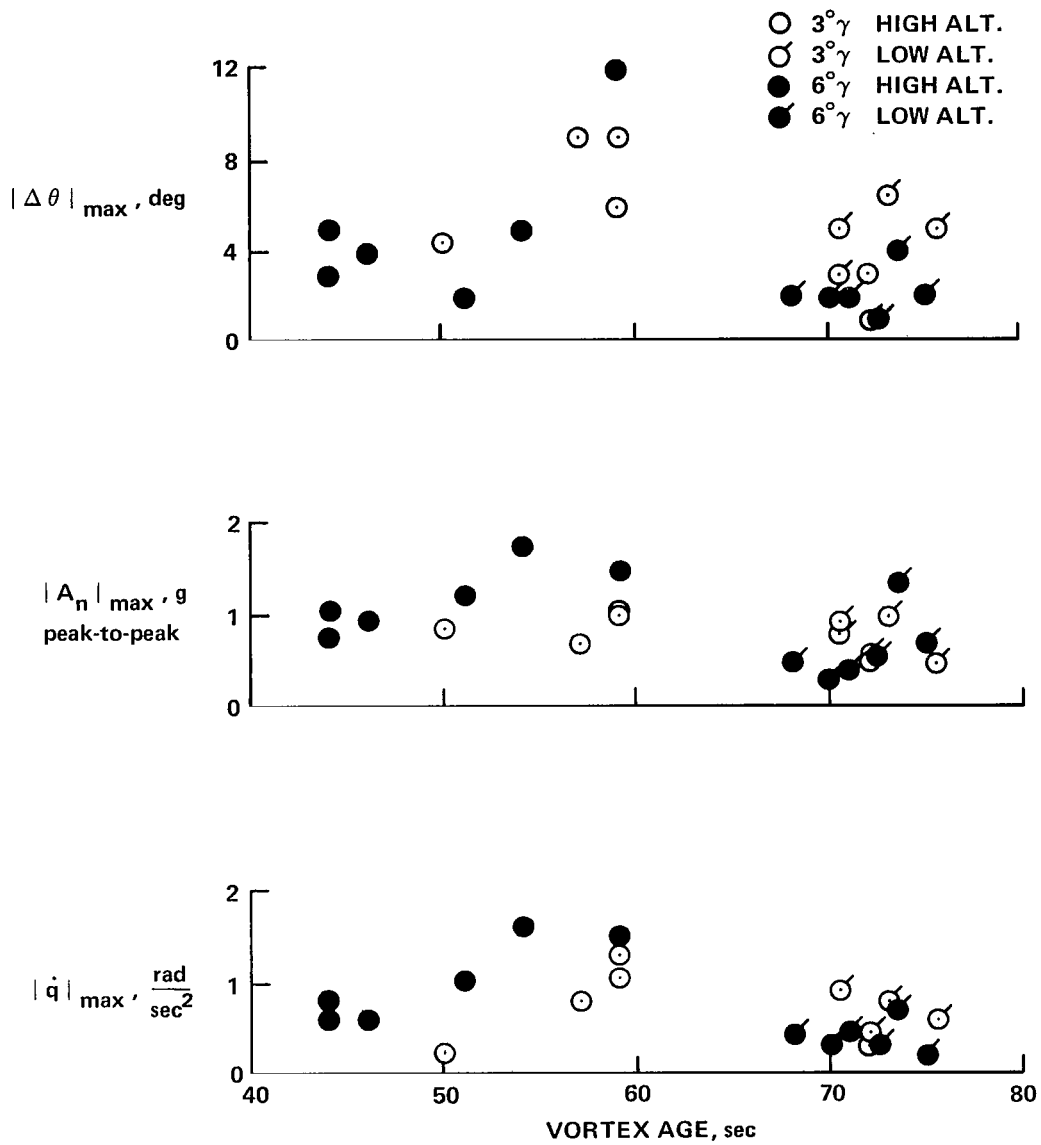 3°γ HIGH ALT.
3°γ LOW ALT.
6°γ HIGH ALT.
6°γ LOW ALT.
12
8
4
0
|Δθ|max, deg
2
1
0
|An|max, g
peak-to-peak
2
1
0
|q̇|max, rad/sec²
40 50 60 70 80
VORTEX AGE, sec